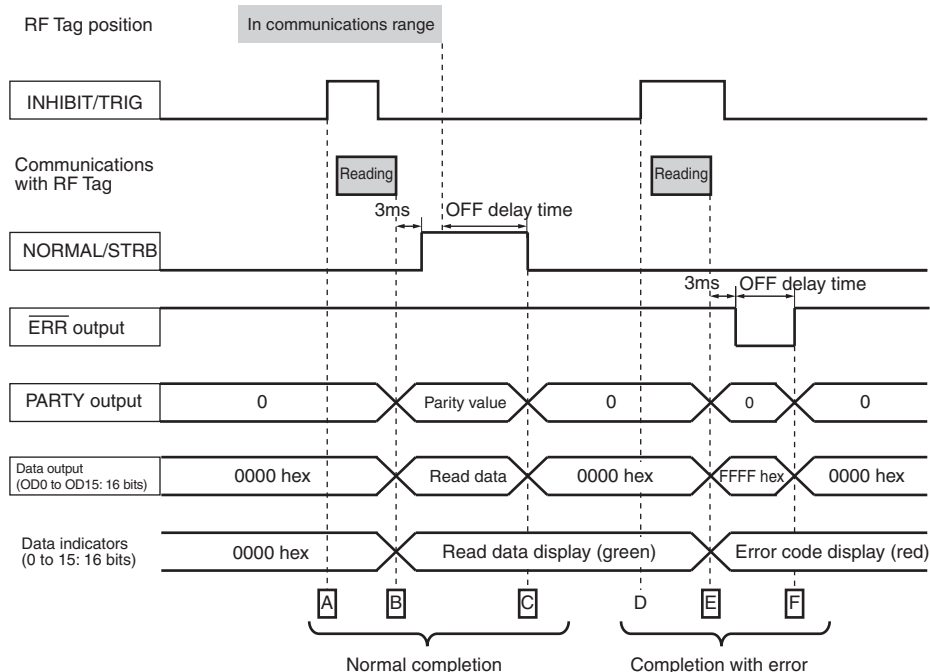 RF Tag position
In communications range
INHIBIT/TRIG
Communications
with RF Tag
Reading
Reading
3ms
OFF delay time
NORMAL/STRB
3ms
OFF delay time
ERR output
PARTY output
0
Parity value
0
0
0
Data output
(OD0 to OD15: 16 bits)
0000 hex
Read data
0000 hex
FFFF hex
0000 hex
Data indicators
(0 to 15: 16 bits)
0000 hex
Read data display (green)
Error code display (red)
A
B
C
D
E
F
Normal completion
Completion with error